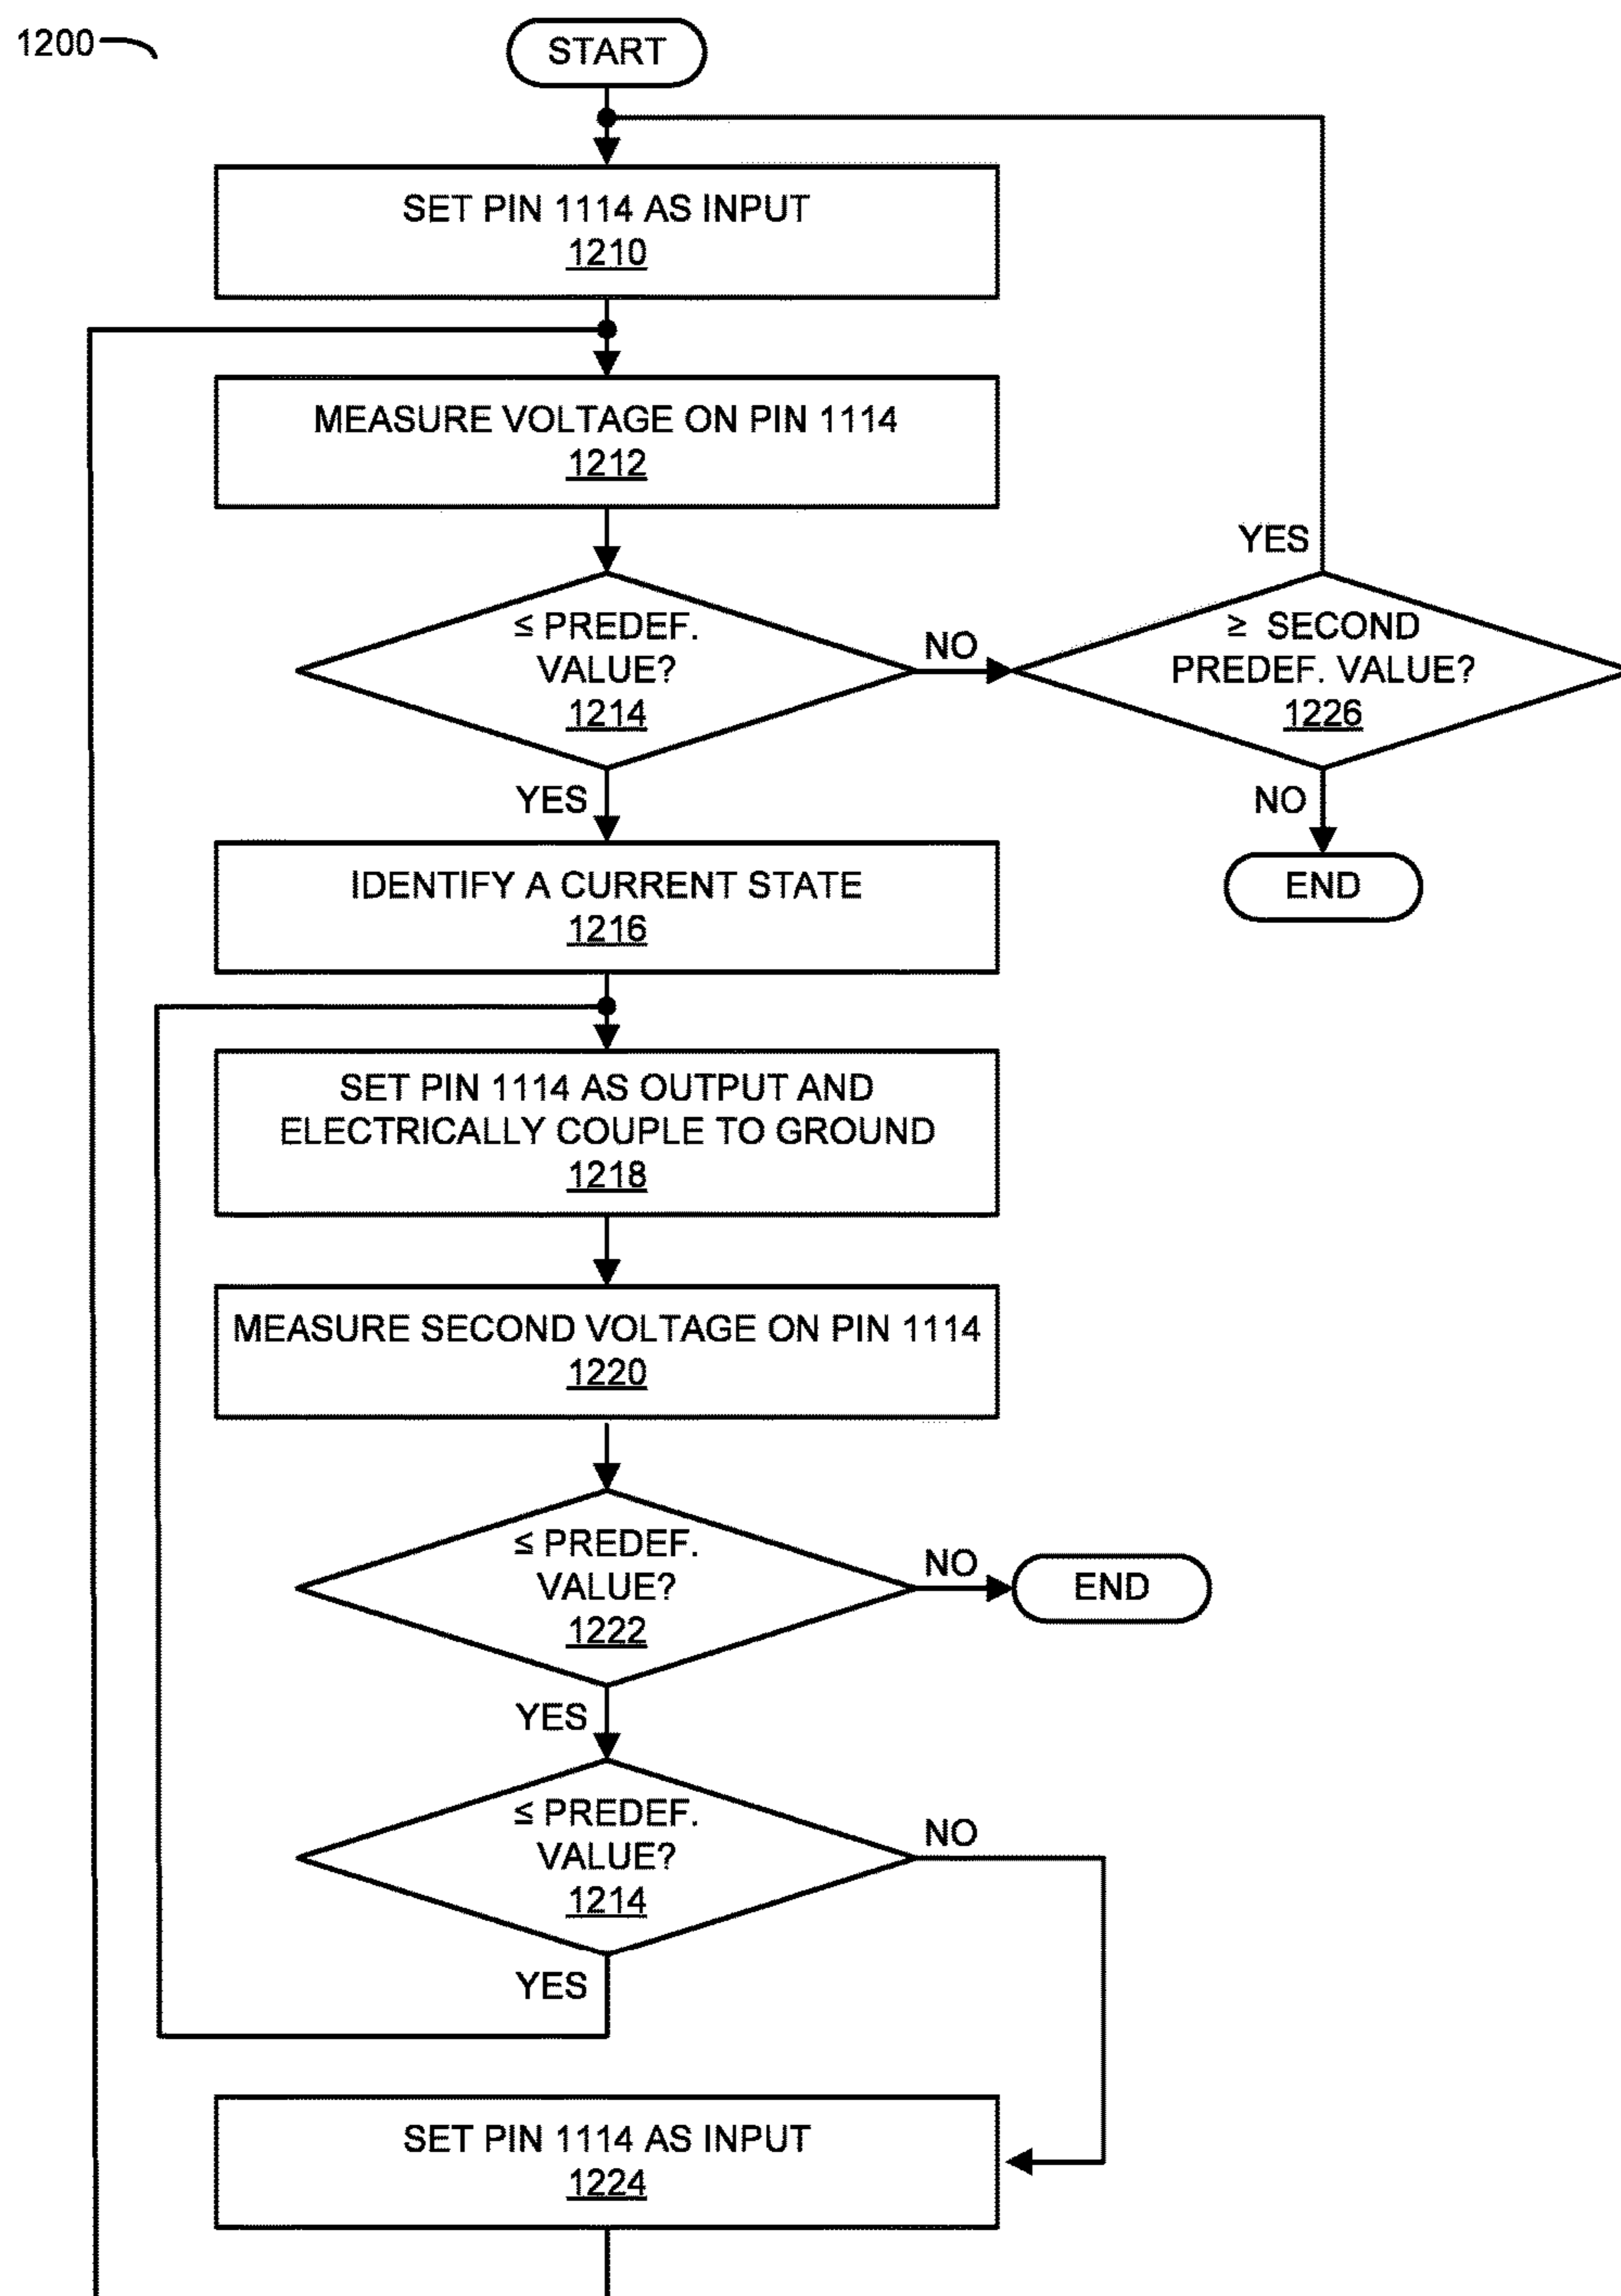 1200
START
SET PIN 1114 AS INPUT
1210
MEASURE VOLTAGE ON PIN 1114
1212
≤ PREDEF.
VALUE?
1214
NO
YES
≥ SECOND
PREDEF. VALUE?
1226
YES
NO
END
IDENTIFY A CURRENT STATE
1216
SET PIN 1114 AS OUTPUT AND
ELECTRICALLY COUPLE TO GROUND
1218
MEASURE SECOND VOLTAGE ON PIN 1114
1220
≤ PREDEF.
VALUE?
1222
NO
END
YES
≤ PREDEF.
VALUE?
1214
NO
YES
SET PIN 1114 AS INPUT
1224